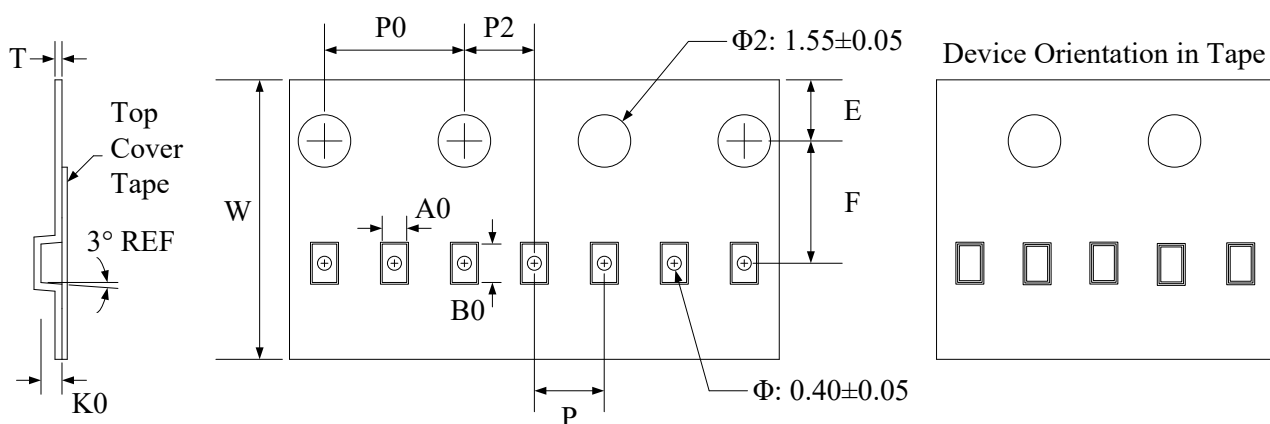 P0
P2
Φ2: 1.55±0.05
Device Orientation in Tape
T
Top
Cover
Tape
E
W
A0
F
3° REF
B0
Φ: 0.40±0.05
K0
P